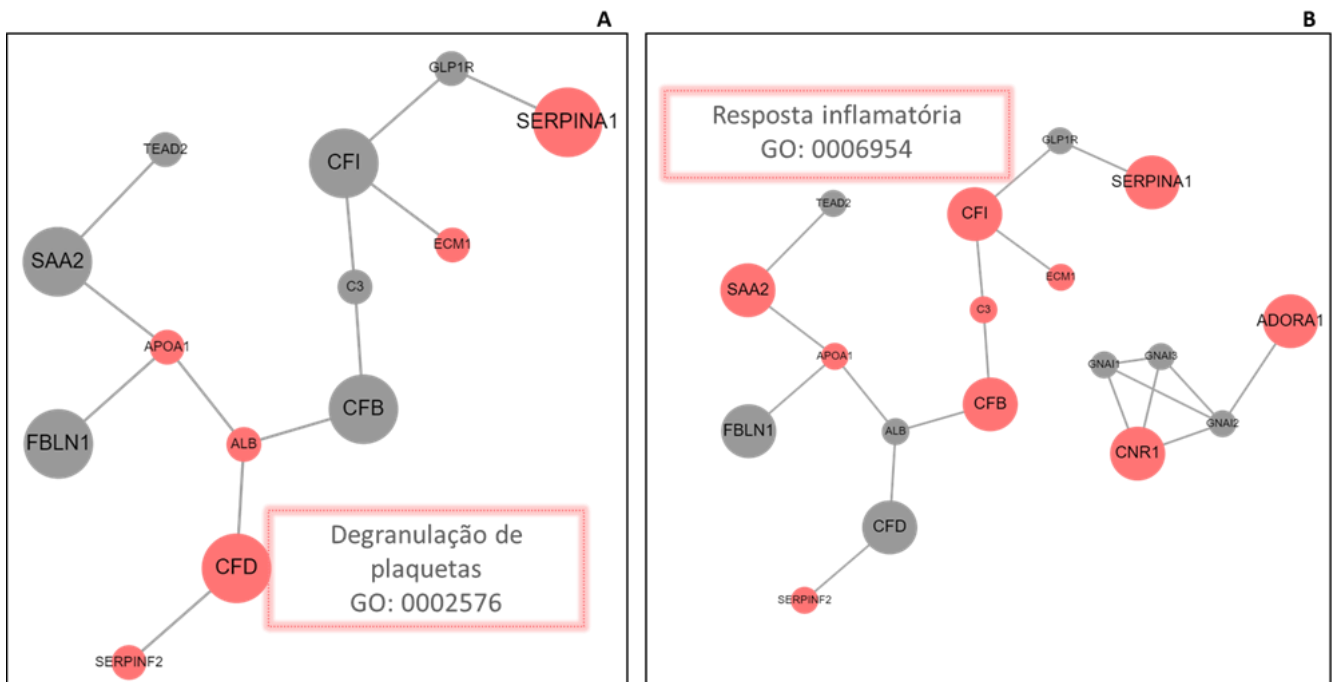 A
GLP1R
SERPINA1
TEAD2
CFI
ECM1
SAA2
C3
APOA1
CFB
FBLN1
ALB
CFD
Degranulação de
plaquetas
GO: 0002576
SERPINF2
B
Resposta inflamatória
GO: 0006954
GLP1R
SERPINA1
TEAD2
CFI
ECM1
SAA2
C3
ADORA1
APOA1
GNAI1
GNAI3
CFB
GNAI2
FBLN1
ALB
CNR1
CFD
SERPINF2